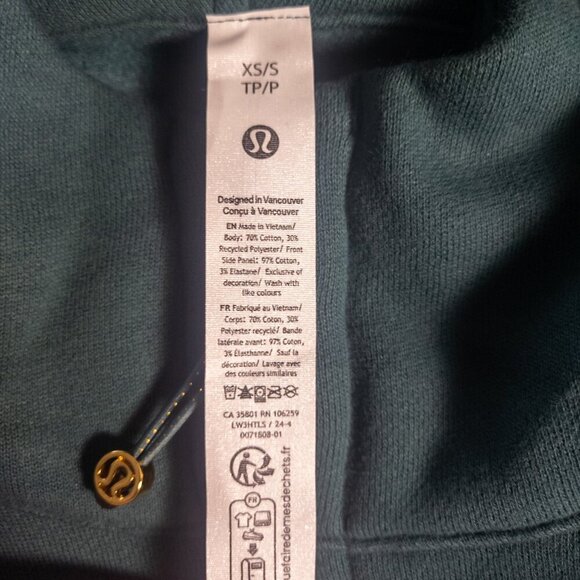 XS/S
TP/P
Designed in Vancouver
Conçu à Vancouver
EN Made in Vietnam/
Body: 70% Cotton, 30%
Recycled Polyester/ Front
Side Panel: 97% Cotton,
3% Elastane/ Exclusive of
decoration/ Wash with
like colours
FR Fabriqué au Vietnam/
Corps: 70% Coton, 30%
Polyester recyclé/ Bande
latérale avant: 97% Coton,
3% Élasthanne/ Sauf la
décoration/ Lavage avec
des couleurs similaires
CA 35801 RN 106259
LW3HTLS / 24-4
0071808-01
FR
uefairedemesdechets.fr